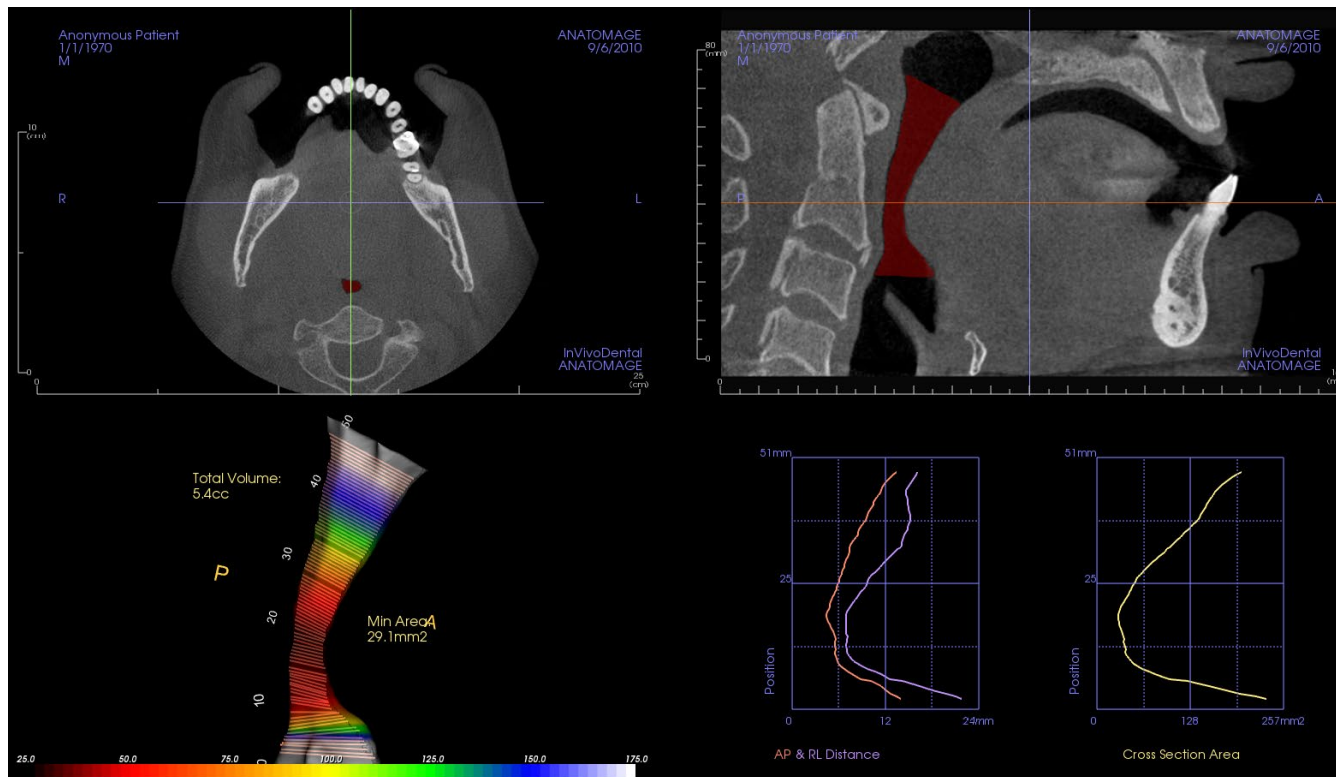 Anonymous Patient
1/1/1970
M
ANATOMAGE
9/6/2010
10
(cm)
R
L
InVivoDental
ANATOMAGE
0
0
25
(cm)
Anonymous Patient
1/1/1970
M
ANATOMAGE
9/6/2010
80
(mm)
P
A
InVivoDental
ANATOMAGE
0
0
Total Volume:
5.4cc
50
40
30
20
10
0
P
A
Min Area:
29.1mm2
25.0
50.0
75.0
100.0
125.0
150.0
175.0
51mm
25
Position
0
12
24mm
AP & RL Distance
51mm
25
Position
0
128
257mm2
Cross Section Area